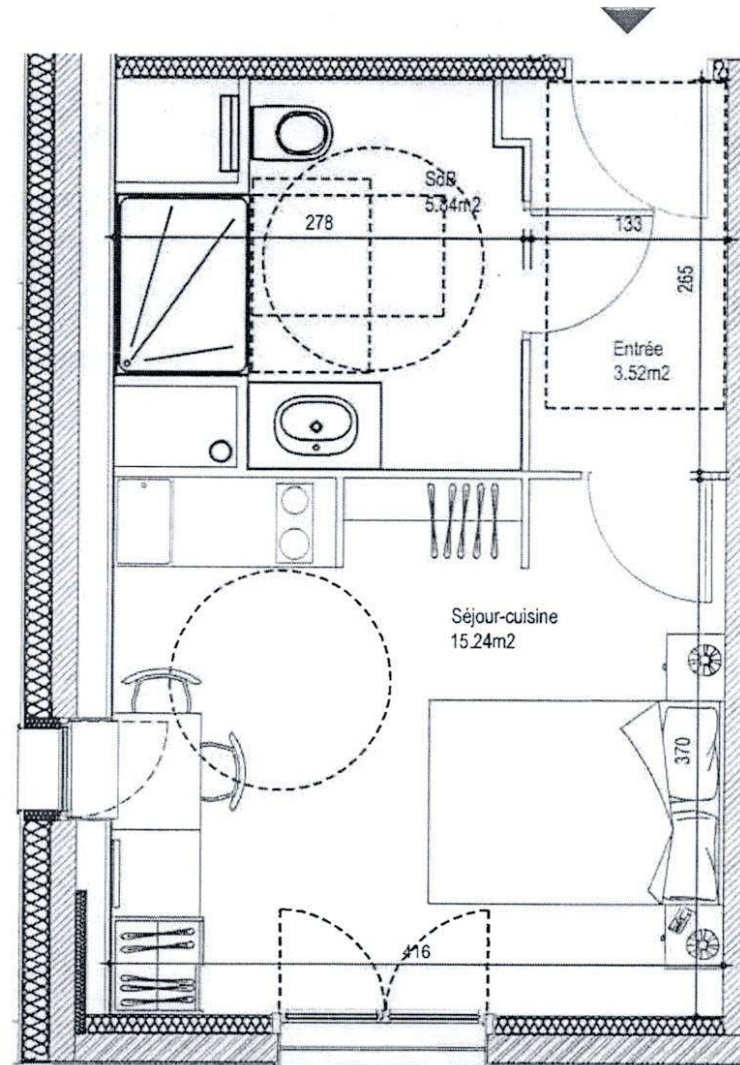 SdB
5.84m2
278
133
265
Entrée
3.52m2
Séjour-cuisine
15.24m2
370
416